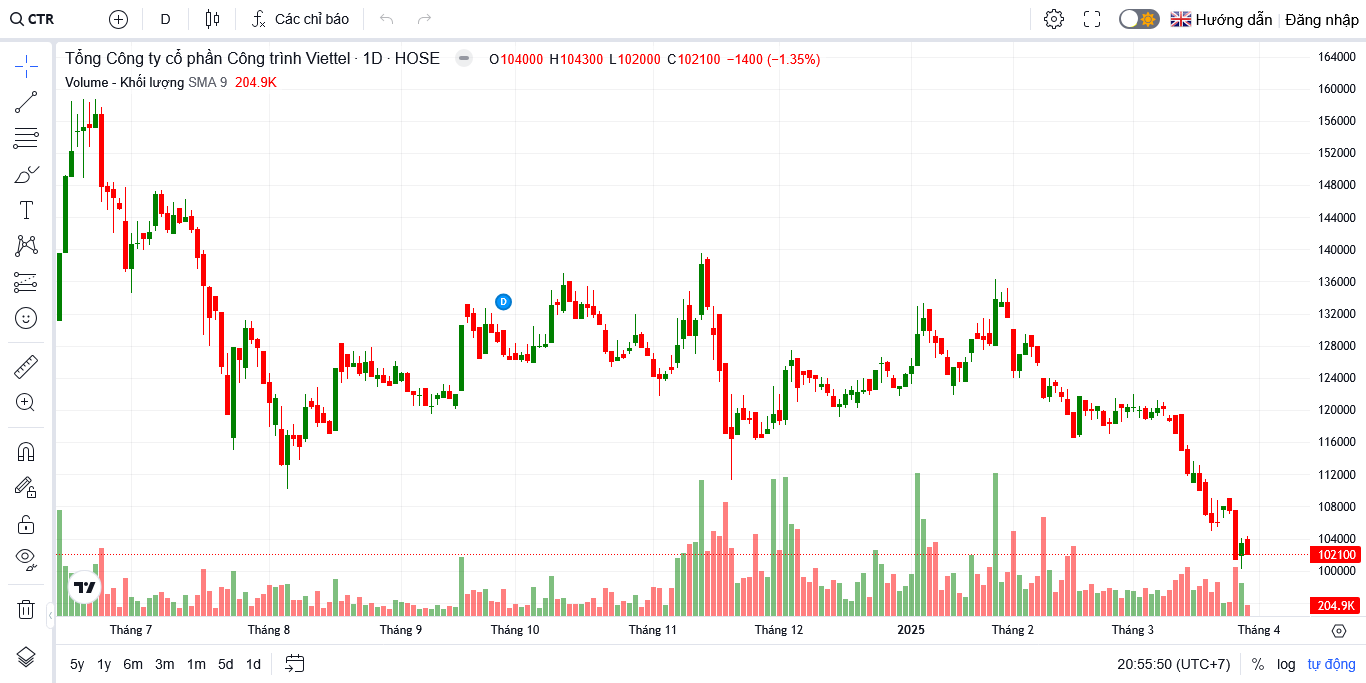 CTR D Các chỉ báo Hướng dẫn Đăng nhập
Tổng Công ty cổ phần Công trình Viettel · 1D · HOSE O104000 H104300 L102000 C102100 −1400 (−1.35%)
Volume - Khối lượng SMA 9 204.9K
164000
160000
156000
152000
148000
144000
140000
136000
D
132000
128000
124000
120000
116000
112000
108000
104000
102100
100000
204.9K
Tháng 7 Tháng 8 Tháng 9 Tháng 10 Tháng 11 Tháng 12 2025 Tháng 2 Tháng 3 Tháng 4
5y 1y 6m 3m 1m 5d 1d 20:55:50 (UTC+7) % log tự động